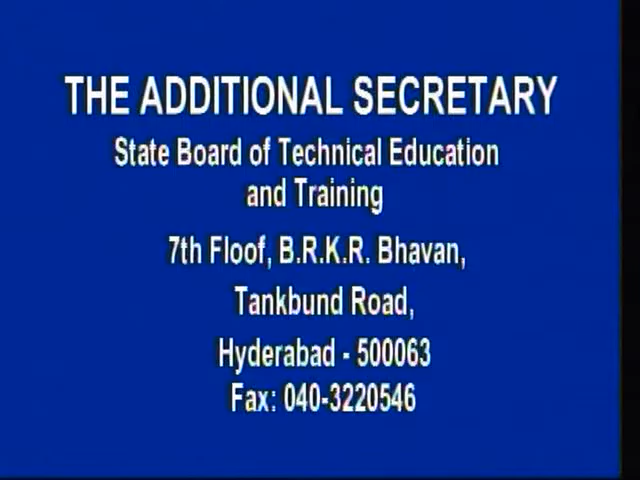 THE ADDITIONAL SECRETARY
State Board of Technical Education
and Training
7th Floof, B.R.K.R. Bhavan,
Tankbund Road,
Hyderabad - 500063
Fax: 040-3220546